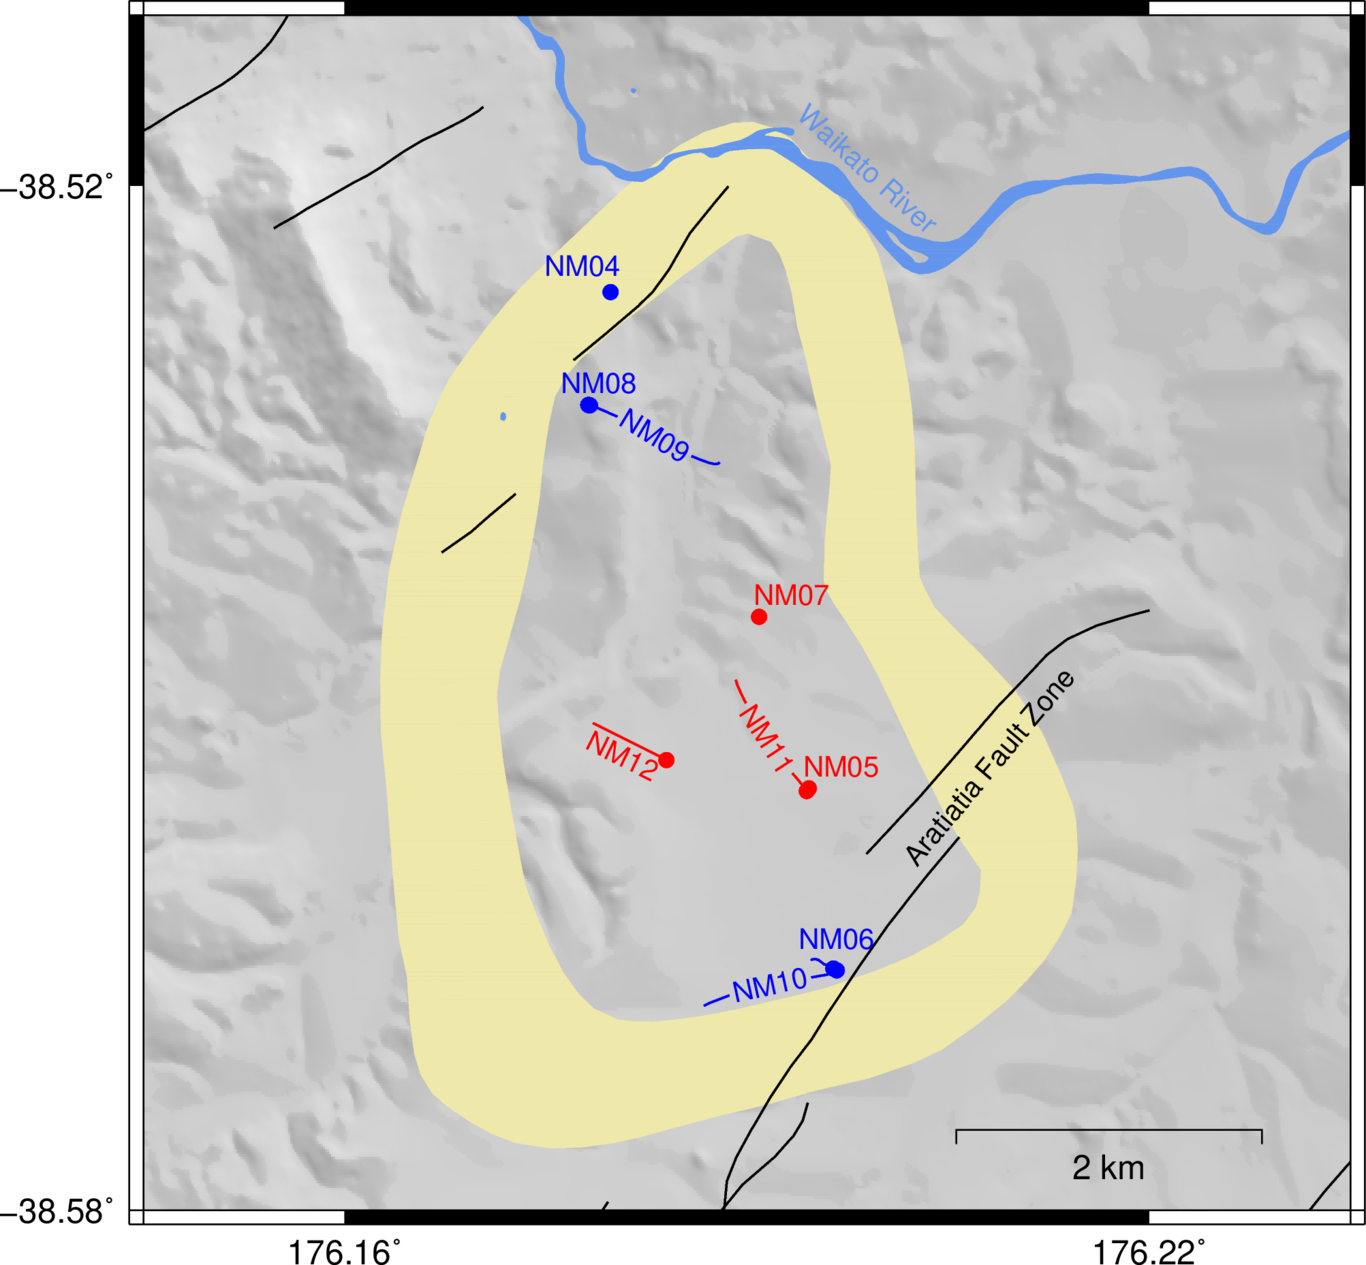 Waikato River
−38.52°
NM04
NM08
NM09
NM07
NM11
NM12
NM05
Aratiatia Fault Zone
NM06
NM10
2 km
−38.58°
176.16°
176.22°